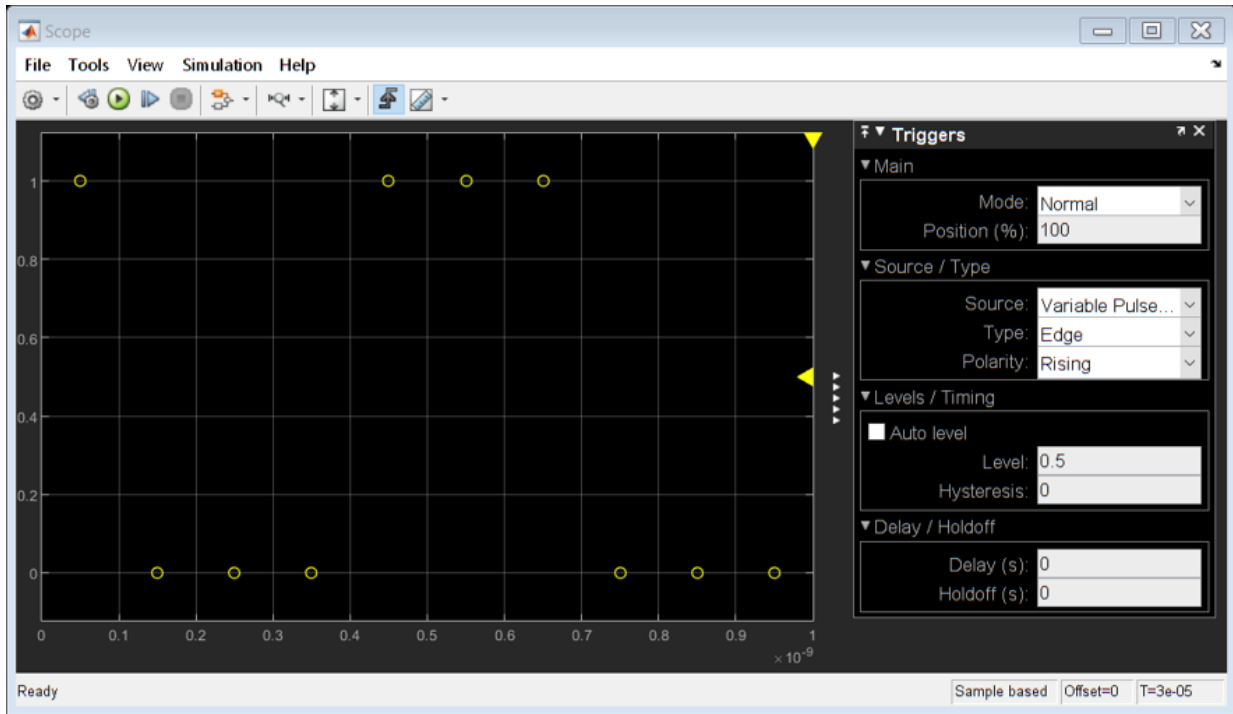 Scope
File Tools View Simulation Help
1
0.8
0.6
0.4
0.2
0
0 0.1 0.2 0.3 0.4 0.5 0.6 0.7 0.8 0.9 1
×10-9
Triggers
Main
Mode: Normal
Position (%): 100
Source / Type
Source: Variable Pulse...
Type: Edge
Polarity: Rising
Levels / Timing
Auto level
Level: 0.5
Hysteresis: 0
Delay / Holdoff
Delay (s): 0
Holdoff (s): 0
Ready Sample based Offset=0 T=3e-05